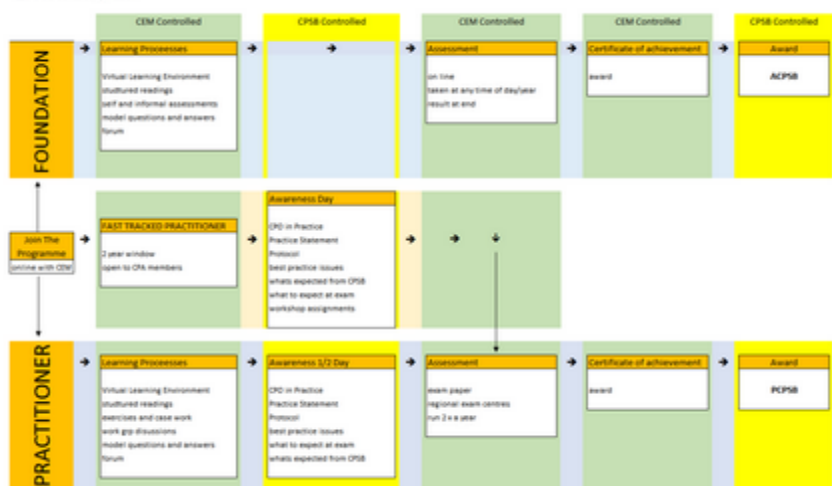 CEM Controlled
CPSB Controlled
CEM Controlled
CEM Controlled
CPSB Controlled
FOUNDATION
Learning Proceesses
Virtual Learning Environment
studtured readings
self and informal assessments
model questions and answers
forum
Assessment
on line
taken at any time of day/year
result at end
Certificate of achievement
award
Award
ACPSB
Join The
Programme
online with CEM
FAST TRACKED PRACTITIONER
2 year window
open to CPA members
Awareness Day
CPD in Practice
Practice Statement
Protocol
best practice issues
whats expected from CPSB
what to expect at exam
workshop assignments
PRACTITIONER
Learning Proceesses
Virtual Learning Environment
studtured readings
exercises and case work
work grp disussions
model questions and answers
forum
Awareness 1/2 Day
CPD in Practice
Practice Statement
Protocol
best practice issues
what to expect at exam
whats expected from CPSB
Assessment
exam paper
regional exam centres
run 2 x a year
Certificate of achievement
award
Award
PCPSB